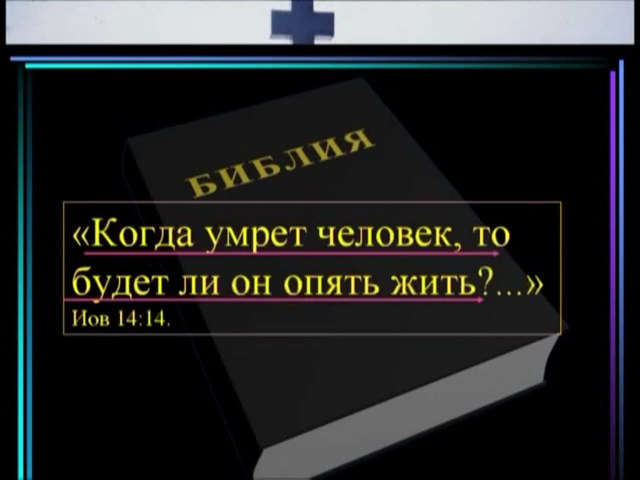 БИБЛИЯ
«Когда умрет человек, то
будет ли он опять жить?...»
Иов 14:14.